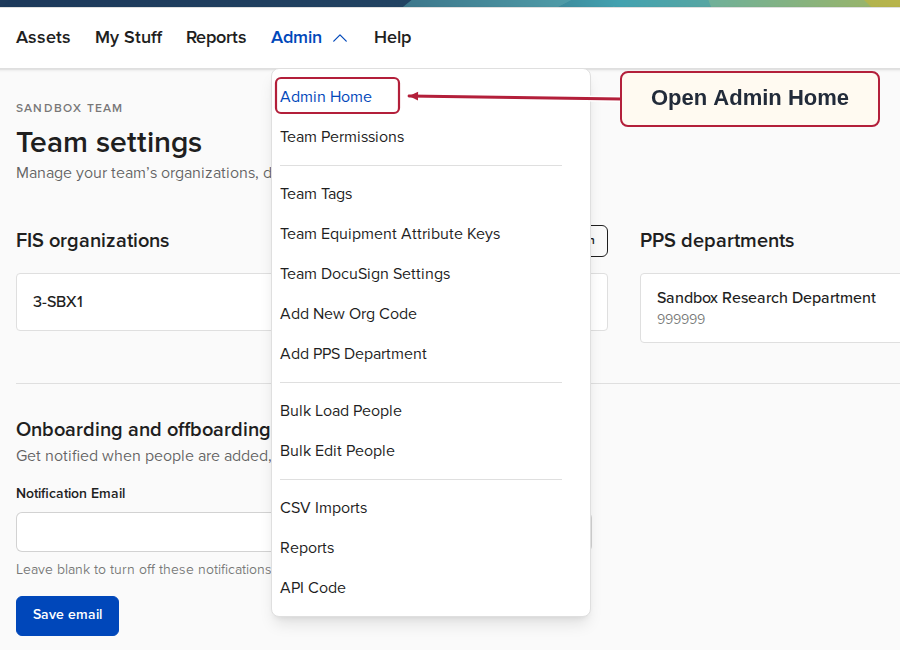 Assets My Stuff Reports Admin Help
Admin Home
Open Admin Home
Team Permissions
Team Tags
Team Equipment Attribute Keys
Team DocuSign Settings
Add New Org Code
Add PPS Department
Bulk Load People
Bulk Edit People
CSV Imports
Reports
API Code
SANDBOX TEAM
Team settings
Manage your team's organizations, d
FIS organizations
3-SBX1
PPS departments
Sandbox Research Department
999999
Onboarding and offboarding
Get notified when people are added,
Notification Email
Leave blank to turn off these notifications
Save email